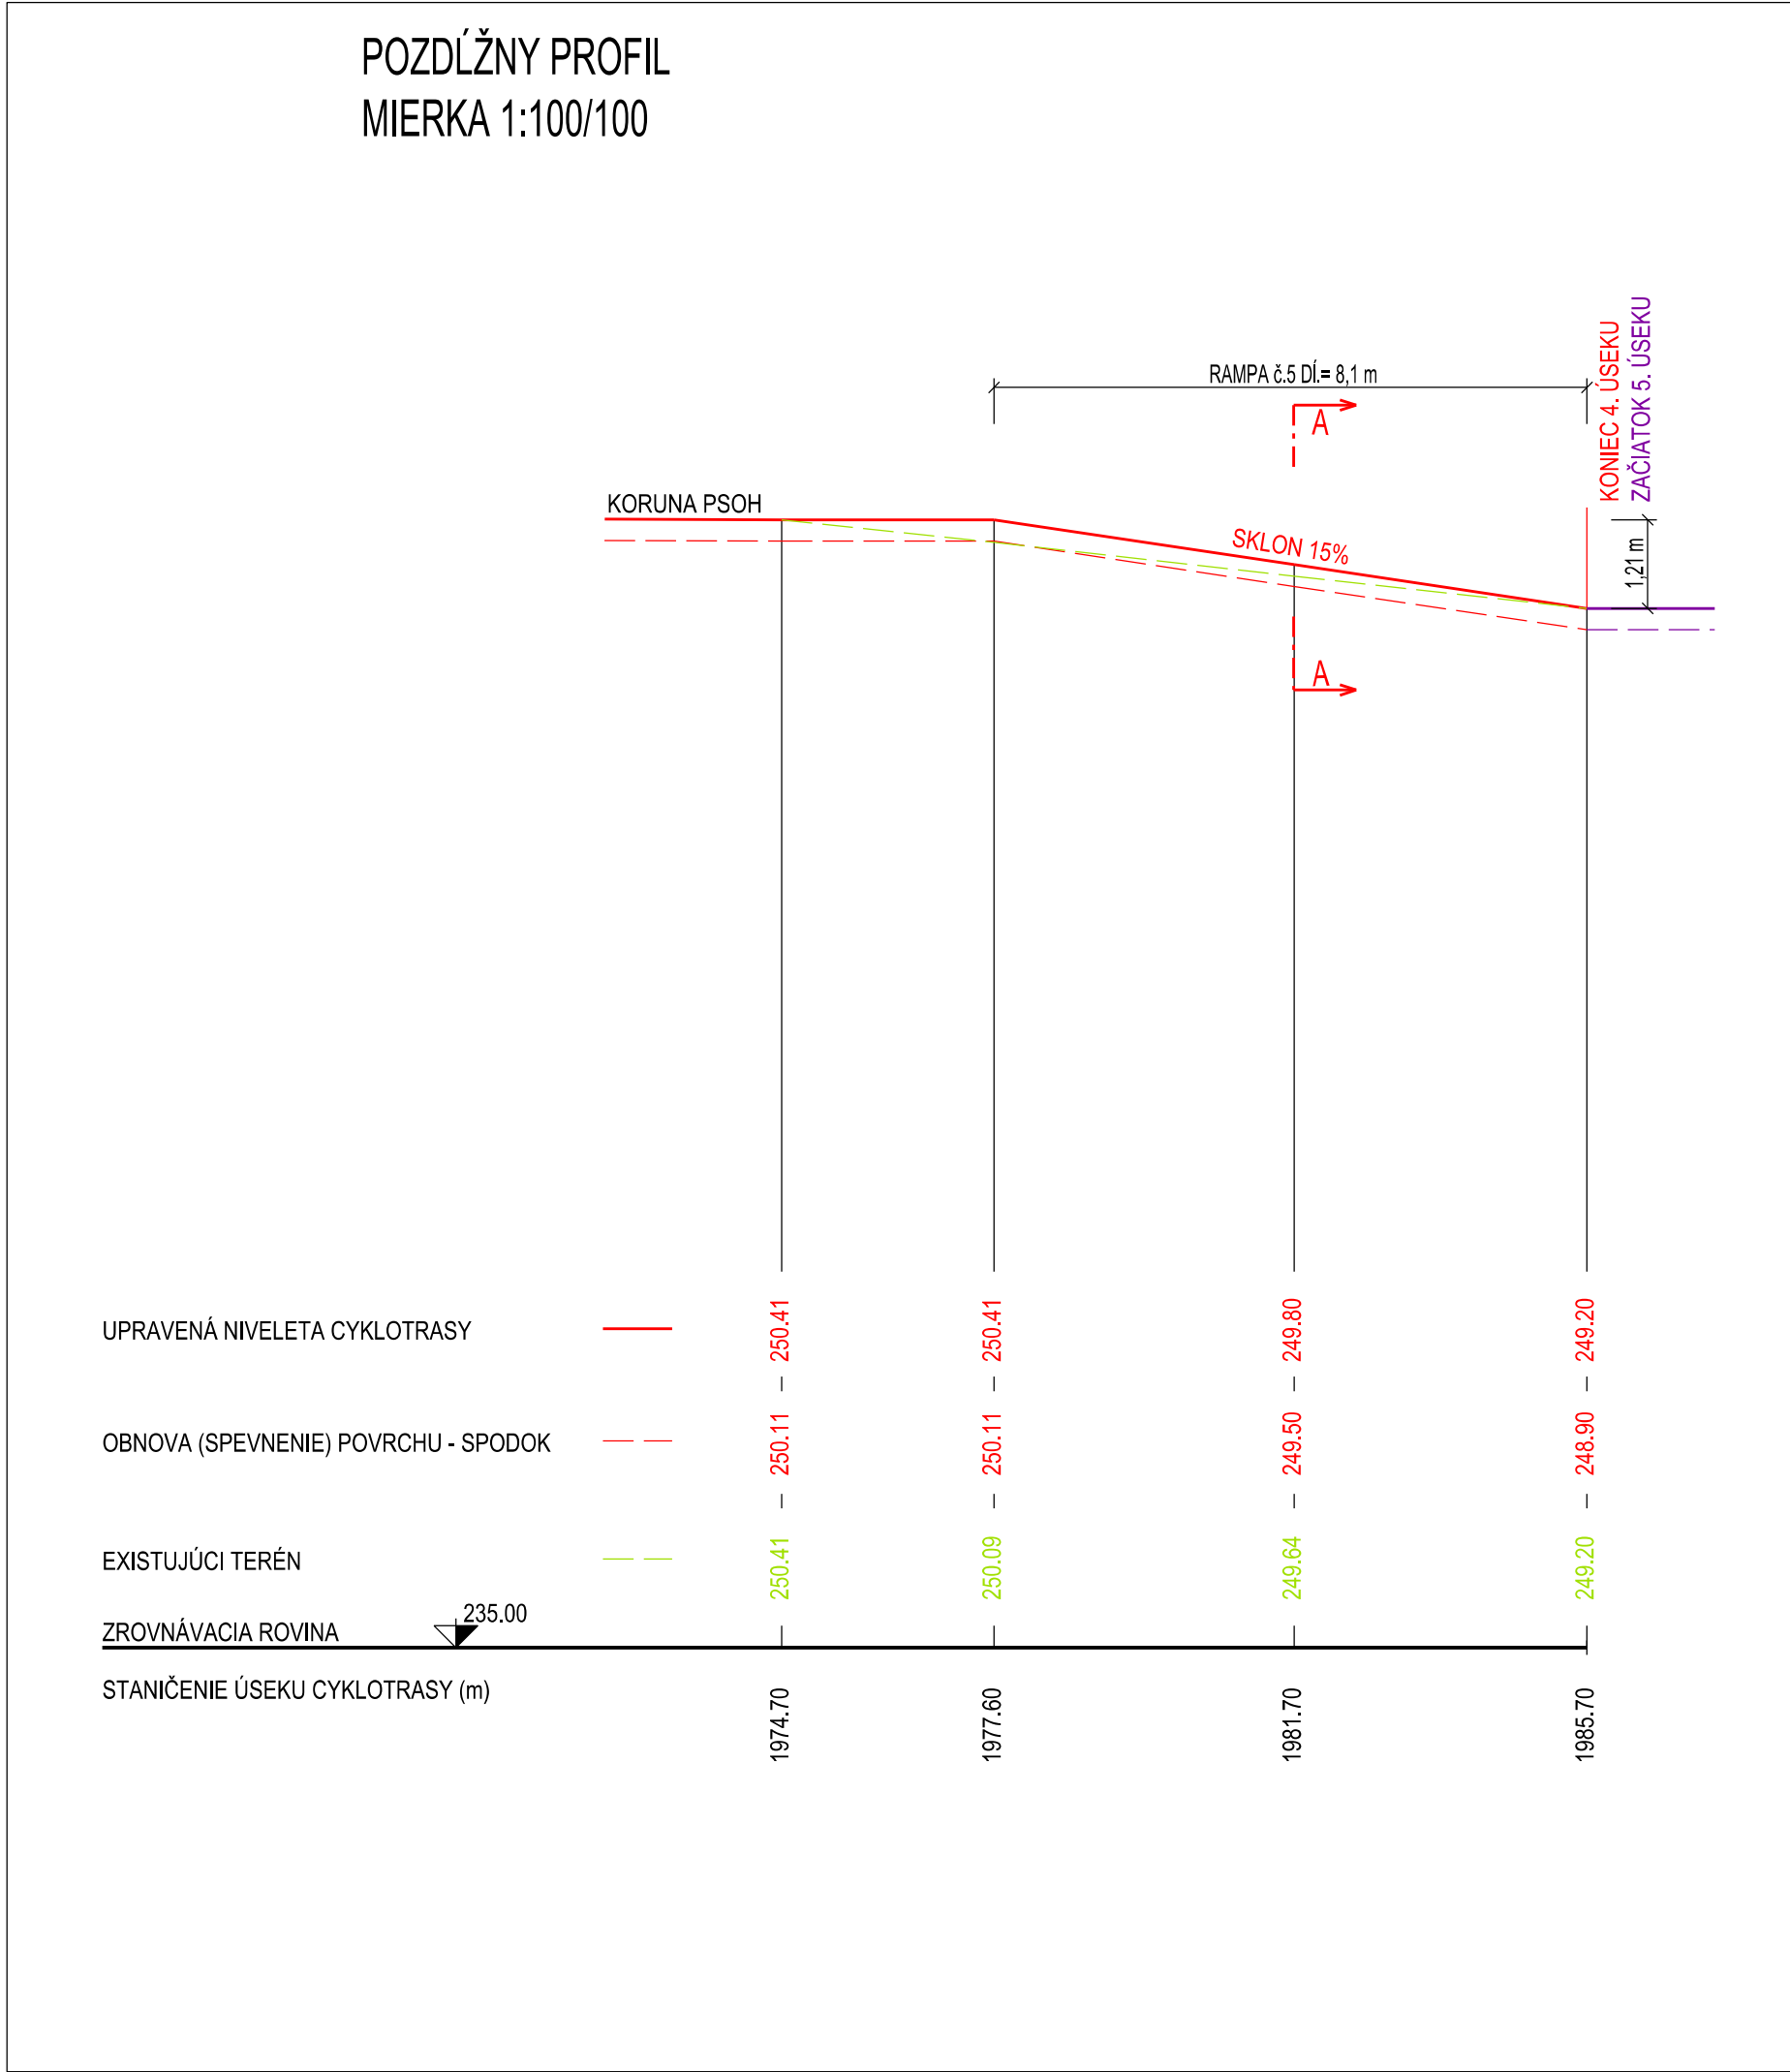 POZDĹŽNY PROFIL
MIERKA 1:100/100
RAMPA č.5 Dĺ.= 8,1 m
KONIEC 4. ÚSEKU
ZAČIATOK 5. ÚSEKU
A
KORUNA PSOH
SKLON 15%
1,21 m
A
UPRAVENÁ NIVELETA CYKLOTRASY 250.41 250.41 249.80 249.20
OBNOVA (SPEVNENIE) POVRCHU - SPODOK 250.11 250.11 249.50 248.90
EXISTUJÚCI TERÉN 250.41 250.09 249.64 249.20
ZROVNÁVACIA ROVINA 235.00
STANIČENIE ÚSEKU CYKLOTRASY (m) 1974.70 1977.60 1981.70 1985.70